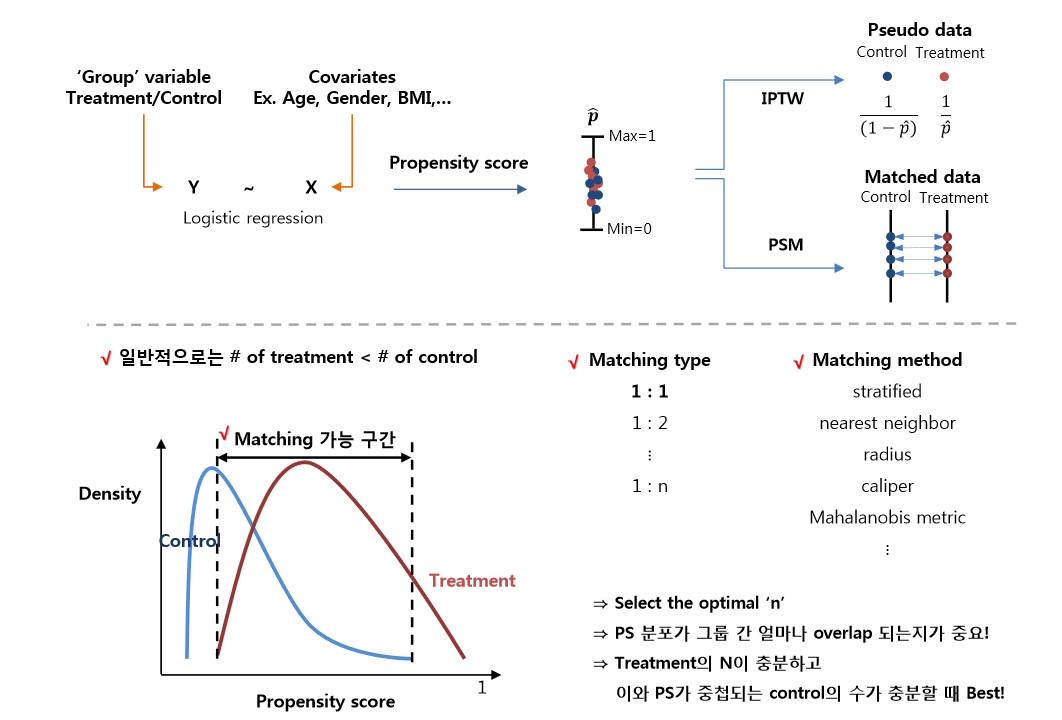 ‘Group’ variable
Treatment/Control
Covariates
Ex. Age, Gender, BMI,...
Y ~ X
Logistic regression
Propensity score
p̂
Max=1
Min=0
IPTW
PSM
Pseudo data
Control Treatment
1/(1 − p̂) 1/p̂
Matched data
Control Treatment
√ 일반적으로는 # of treatment < # of control
√ Matching 가능 구간
Density
Control
Treatment
1
Propensity score
√ Matching type
1 : 1
1 : 2
⋮
1 : n
√ Matching method
stratified
nearest neighbor
radius
caliper
Mahalanobis metric
⋮
⇒ Select the optimal ‘n’
⇒ PS 분포가 그룹 간 얼마나 overlap 되는지가 중요!
⇒ Treatment의 N이 충분하고
이와 PS가 중첩되는 control의 수가 충분할 때 Best!